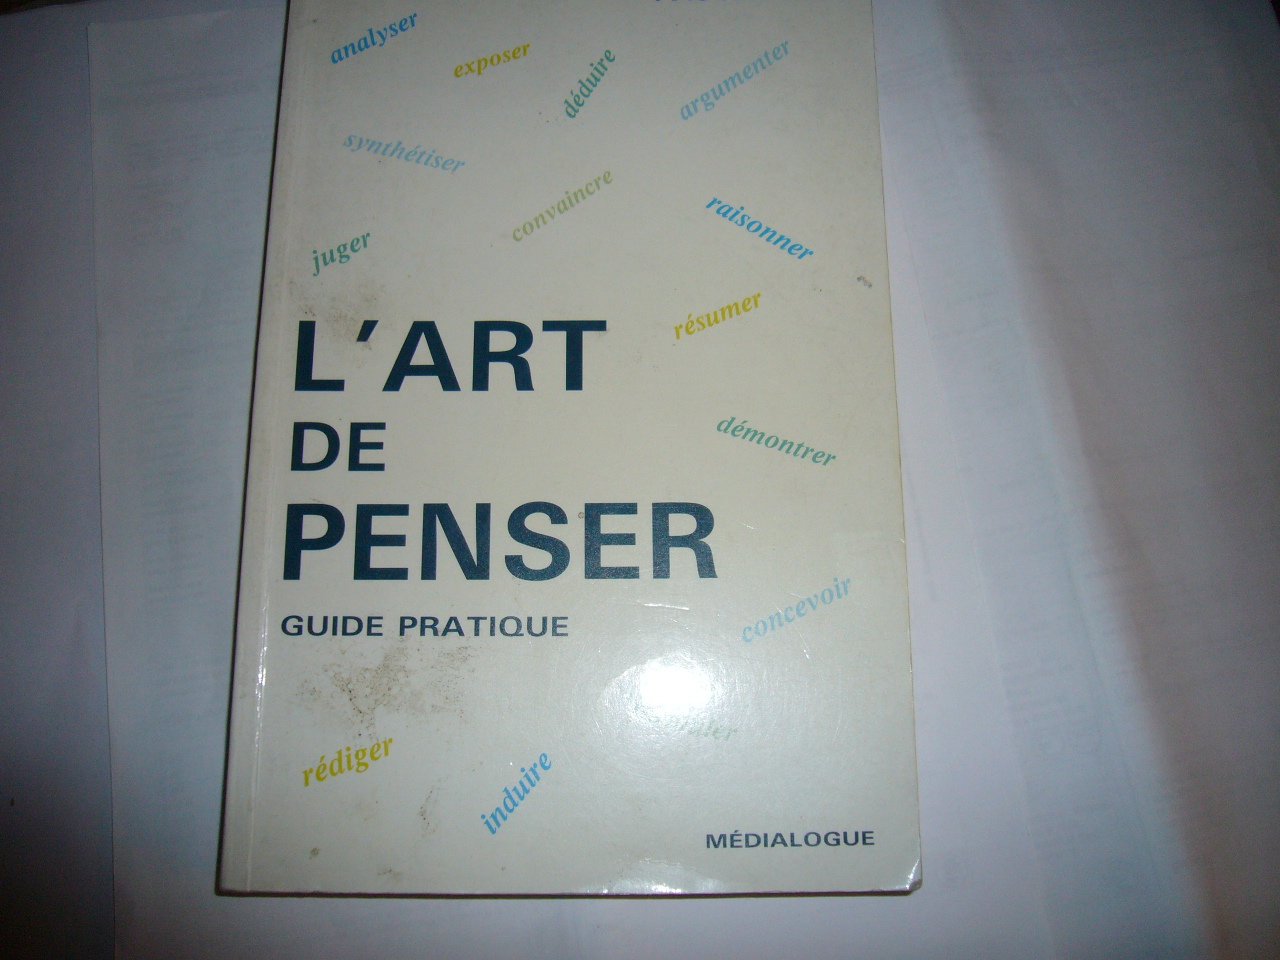 analyser
exposer
déduire
argumenter
synthétiser
convaincre
raisonner
juger
résumer
L'ART
DE
PENSER
démontrer
GUIDE PRATIQUE
concevoir
rédiger
induire
MÉDIALOGUE